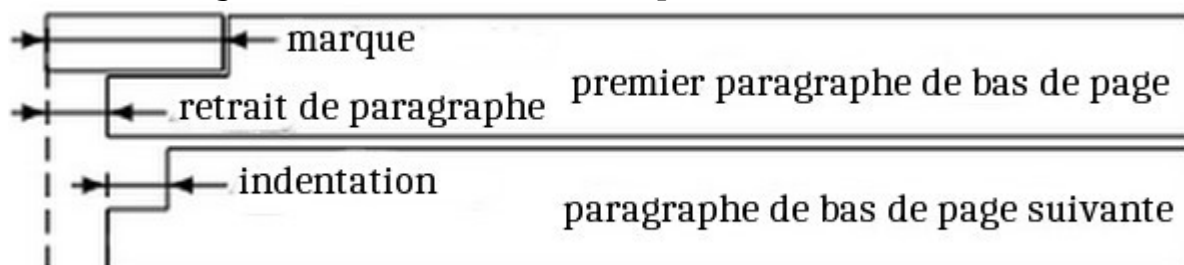 marque
premier paragraphe de bas de page
retrait de paragraphe
indentation
paragraphe de bas de page suivante